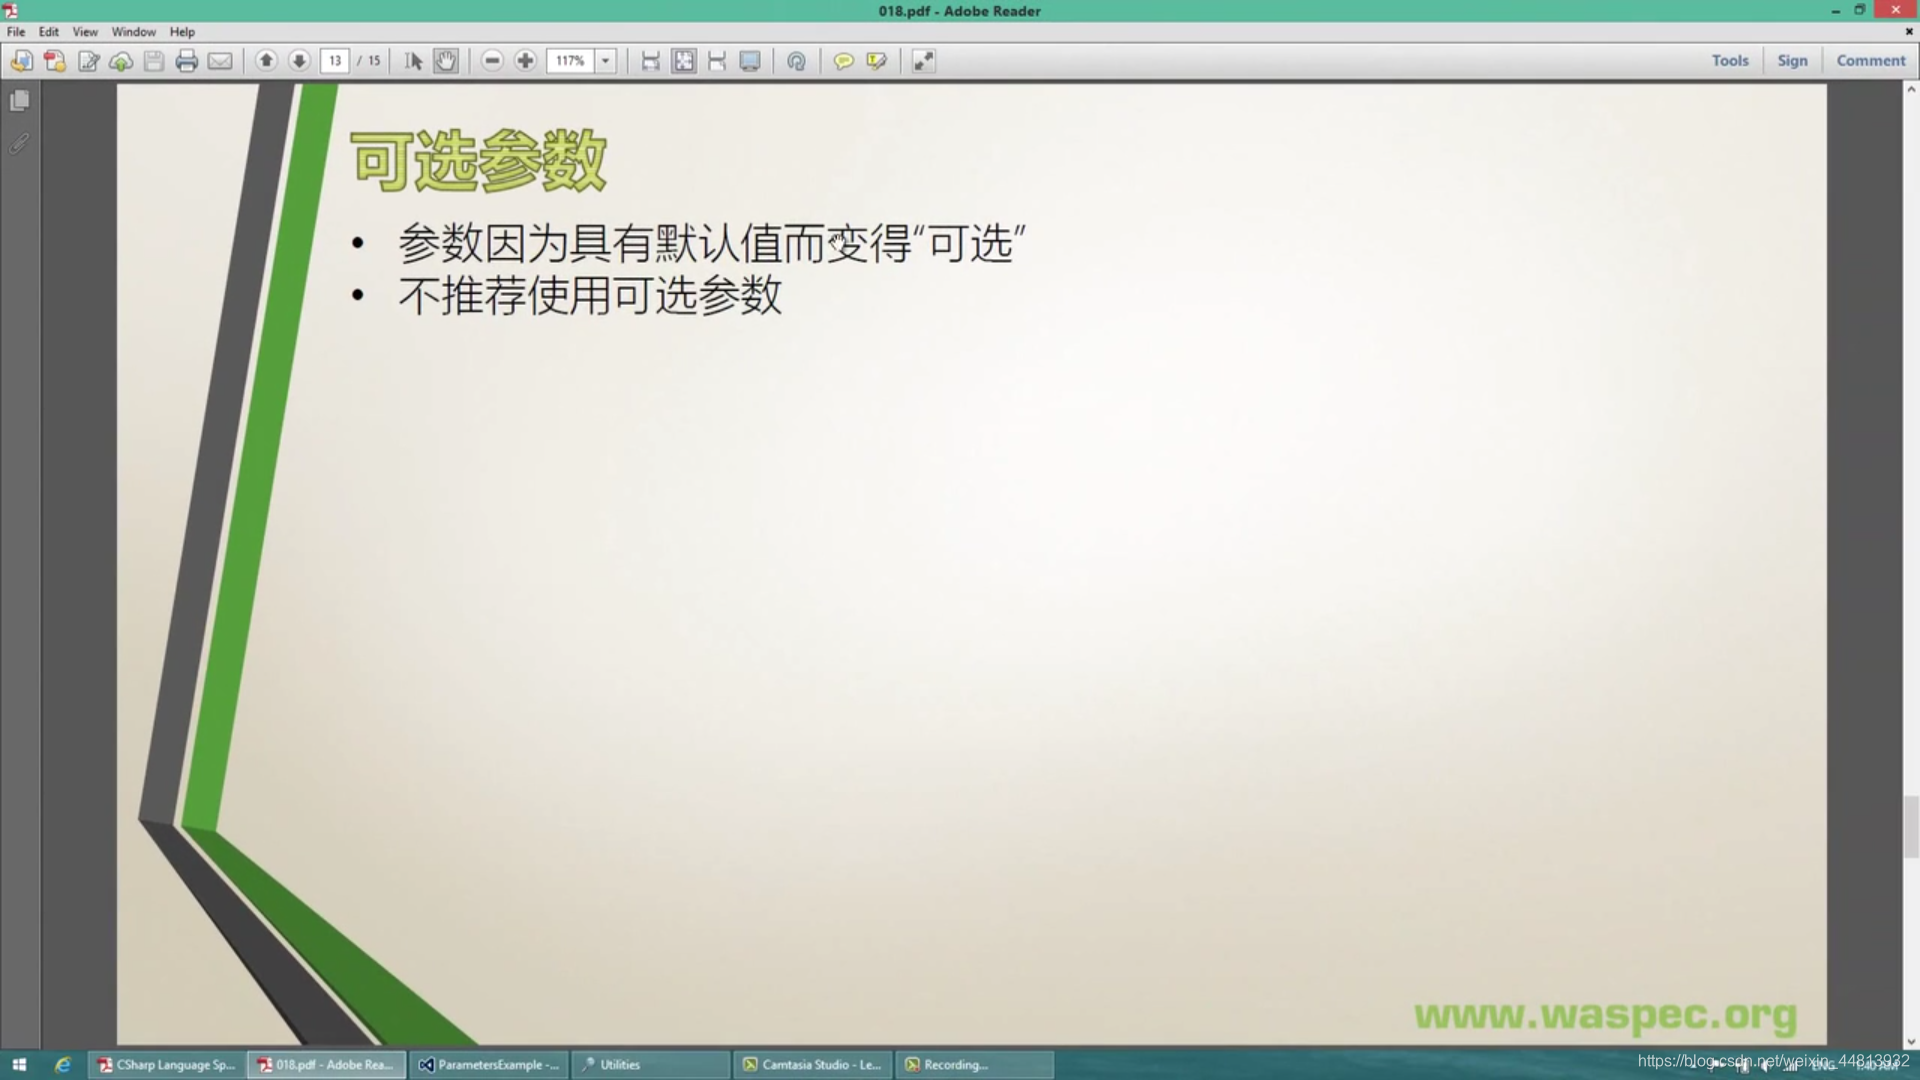 018.pdf - Adobe Reader
File Edit View Window Help
13 / 15 117% Tools Sign Comment
可选参数
• 参数因为具有默认值而变得“可选”
• 不推荐使用可选参数
www.waspec.org
CSharp Language Sp... 018.pdf - Adobe Rea... ParametersExample -... Utilities Camtasia Studio - Le... Recording...
https://blog.csdn.net/weixin_44813932